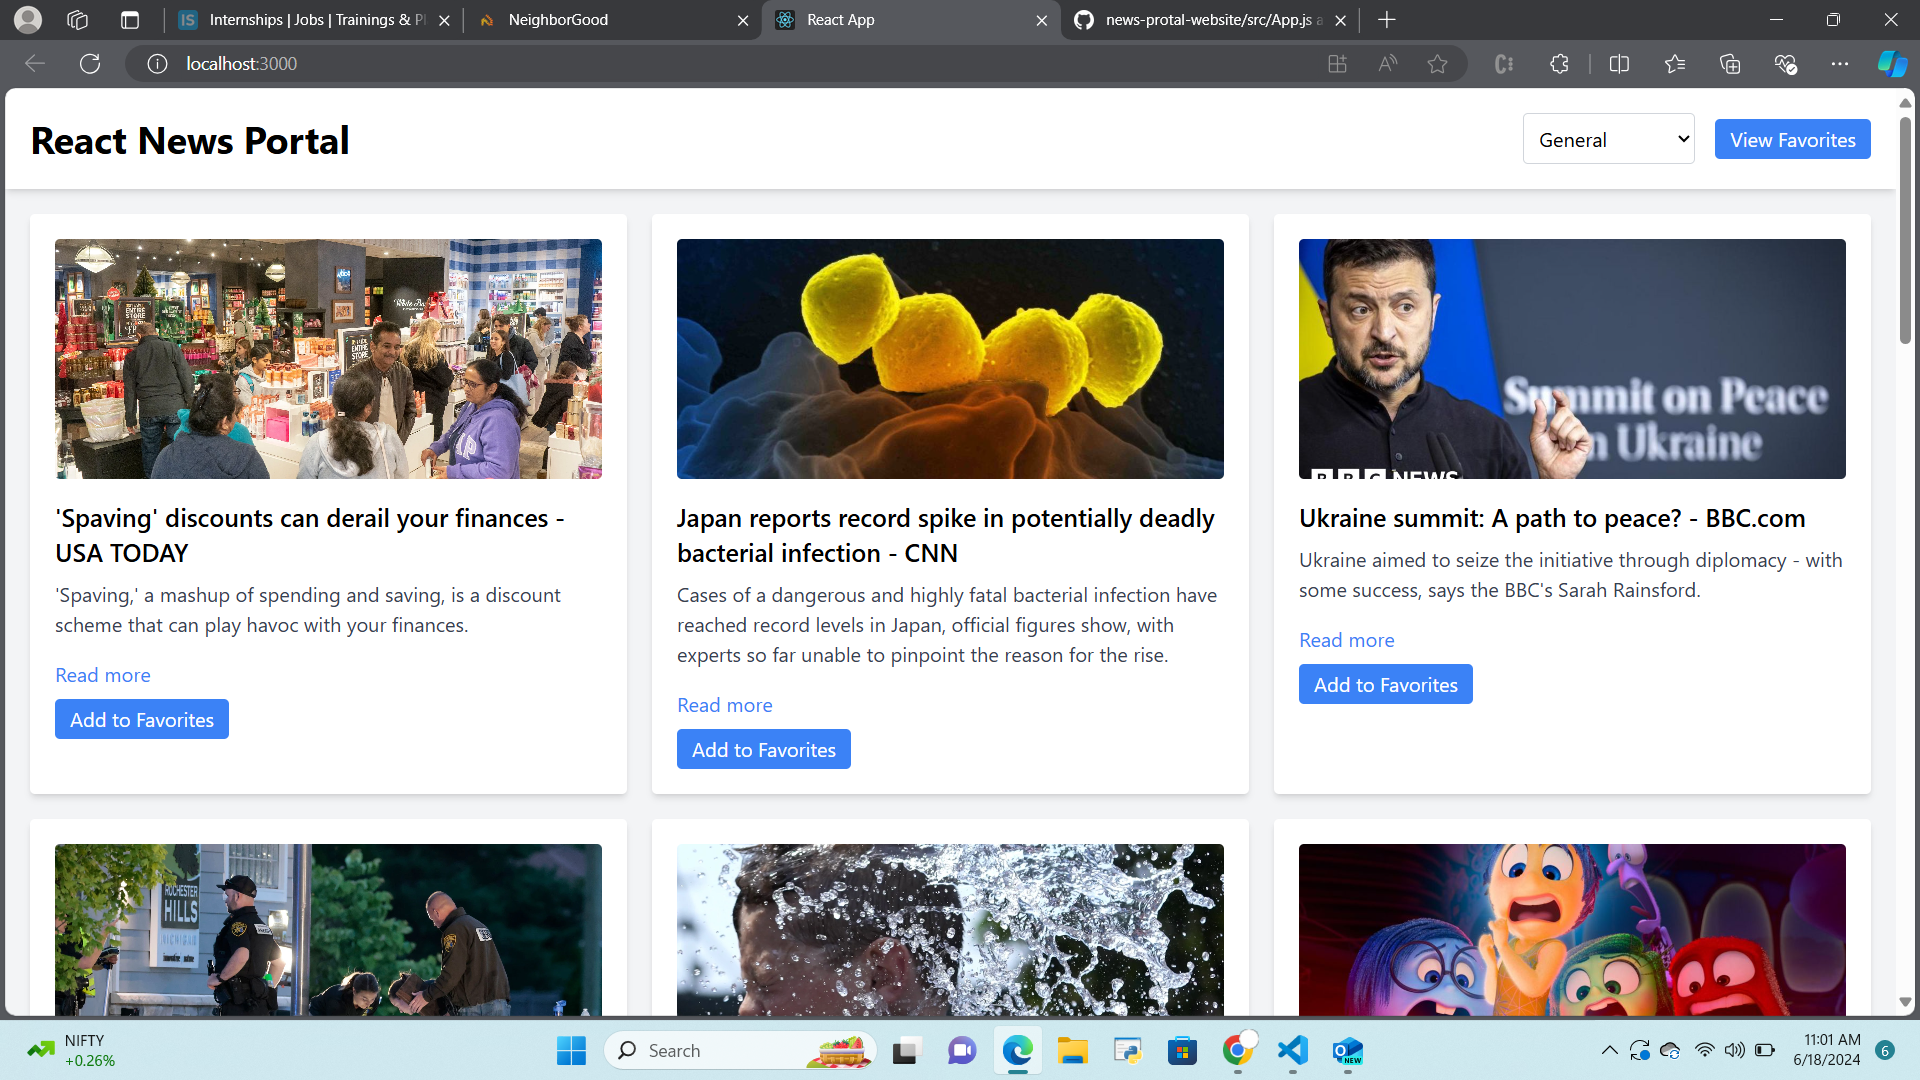 Internships | Jobs | Trainings & Pl
NeighborGood
React App
news-protal-website/src/App.js a
localhost:3000
React News Portal
General
View Favorites
ENTIRE
STORE
Summit on Peace
in Ukraine
BBC NEWS
'Spaving' discounts can derail your finances -
USA TODAY
'Spaving,' a mashup of spending and saving, is a discount
scheme that can play havoc with your finances.
Read more
Add to Favorites
Japan reports record spike in potentially deadly
bacterial infection - CNN
Cases of a dangerous and highly fatal bacterial infection have
reached record levels in Japan, official figures show, with
experts so far unable to pinpoint the reason for the rise.
Read more
Add to Favorites
Ukraine summit: A path to peace? - BBC.com
Ukraine aimed to seize the initiative through diplomacy - with
some success, says the BBC's Sarah Rainsford.
Read more
Add to Favorites
ROCHESTER
HILLS
MICHIGAN
NIFTY
+0.26%
Search
NEW
11:01 AM
6/18/2024
6